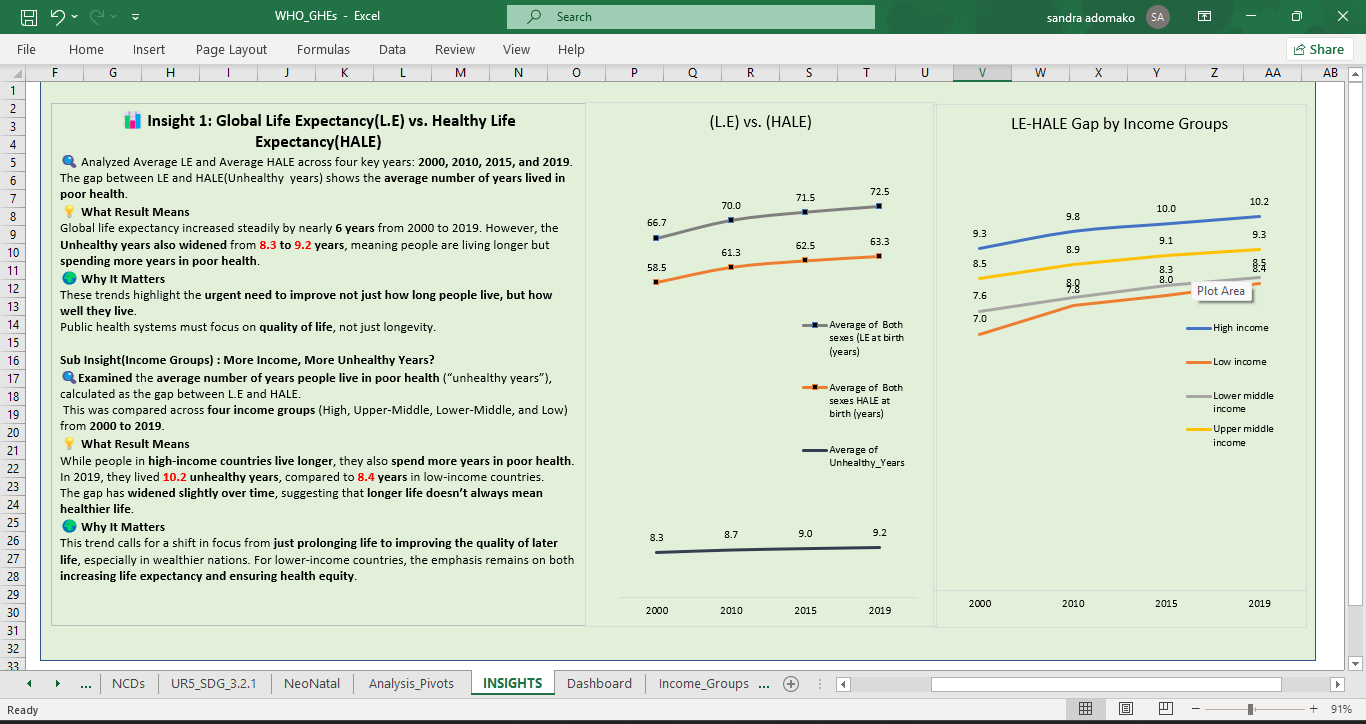 WHO_GHEs - Excel
Search
sandra adomako
SA
File Home Insert Page Layout Formulas Data Review View Help
Share
F G H I J K L M N O P Q R S T U V W X Y Z AA AB
1
2
3
4
5
6
7
8
9
10
11
12
13
14
15
16
17
18
19
20
21
22
23
24
25
26
27
28
29
30
31
32
33
Insight 1: Global Life Expectancy(L.E) vs. Healthy Life
Expectancy(HALE)
Analyzed Average LE and Average HALE across four key years: 2000, 2010, 2015, and 2019.
The gap between LE and HALE(Unhealthy years) shows the average number of years lived in
poor health.
What Result Means
Global life expectancy increased steadily by nearly 6 years from 2000 to 2019. However, the
Unhealthy years also widened from 8.3 to 9.2 years, meaning people are living longer but
spending more years in poor health.
Why It Matters
These trends highlight the urgent need to improve not just how long people live, but how
well they live.
Public health systems must focus on quality of life, not just longevity.
Sub Insight(Income Groups) : More Income, More Unhealthy Years?
Examined the average number of years people live in poor health (“unhealthy years”),
calculated as the gap between L.E and HALE.
This was compared across four income groups (High, Upper-Middle, Lower-Middle, and Low)
from 2000 to 2019.
What Result Means
While people in high-income countries live longer, they also spend more years in poor health.
In 2019, they lived 10.2 unhealthy years, compared to 8.4 years in low-income countries.
The gap has widened slightly over time, suggesting that longer life doesn’t always mean
healthier life.
Why It Matters
This trend calls for a shift in focus from just prolonging life to improving the quality of later
life, especially in wealthier nations. For lower-income countries, the emphasis remains on both
increasing life expectancy and ensuring health equity.
(L.E) vs. (HALE)
66.7 70.0 71.5 72.5
58.5 61.3 62.5 63.3
Average of Both
sexes (LE at birth
(years)
Average of Both
sexes HALE at
birth (years)
Average of
Unhealthy_Years
8.3 8.7 9.0 9.2
2000 2010 2015 2019
LE-HALE Gap by Income Groups
9.3 9.8 10.0 10.2
8.5 8.9 9.1 9.3
7.6 8.0 8.3 8.5
7.0 7.8 8.0 8.4
Plot Area
High income
Low income
Lower middle
income
Upper middle
income
2000 2010 2015 2019
... NCDs UR5_SDG_3.2.1 NeoNatal Analysis_Pivots INSIGHTS Dashboard Income_Groups ...
Ready
91%